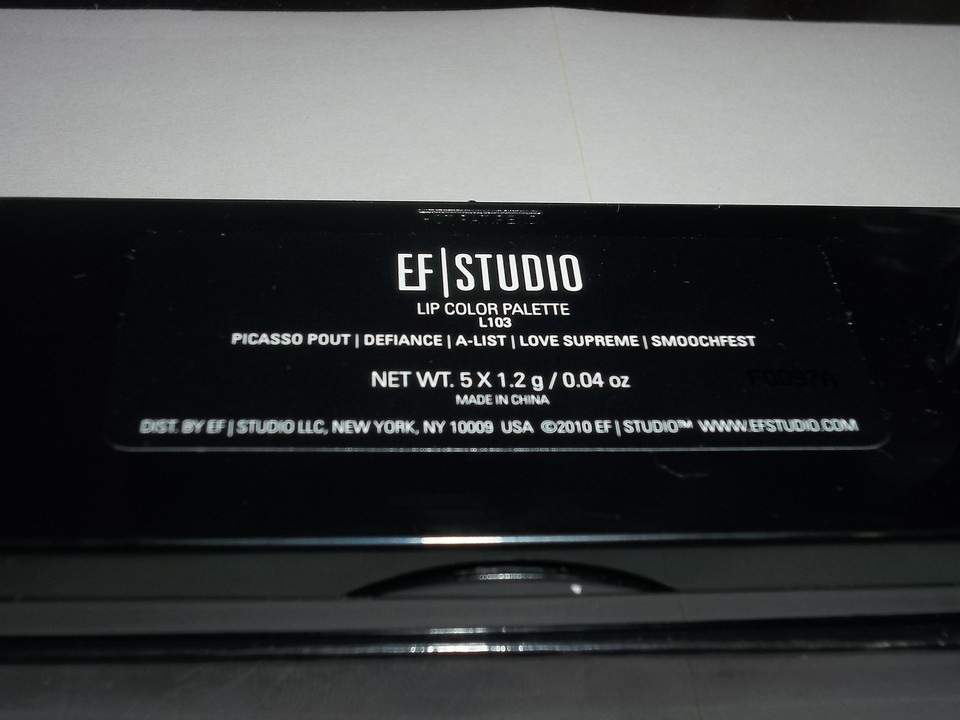 EF|STUDIO
LIP COLOR PALETTE
L103
PICASSO POUT | DEFIANCE | A-LIST | LOVE SUPREME | SMOOCHFEST
NET WT. 5 X 1.2 g / 0.04 oz
MADE IN CHINA
DIST. BY EF | STUDIO LLC, NEW YORK, NY 10009 USA ©2010 EF | STUDIO™ WWW.EFSTUDIO.COM